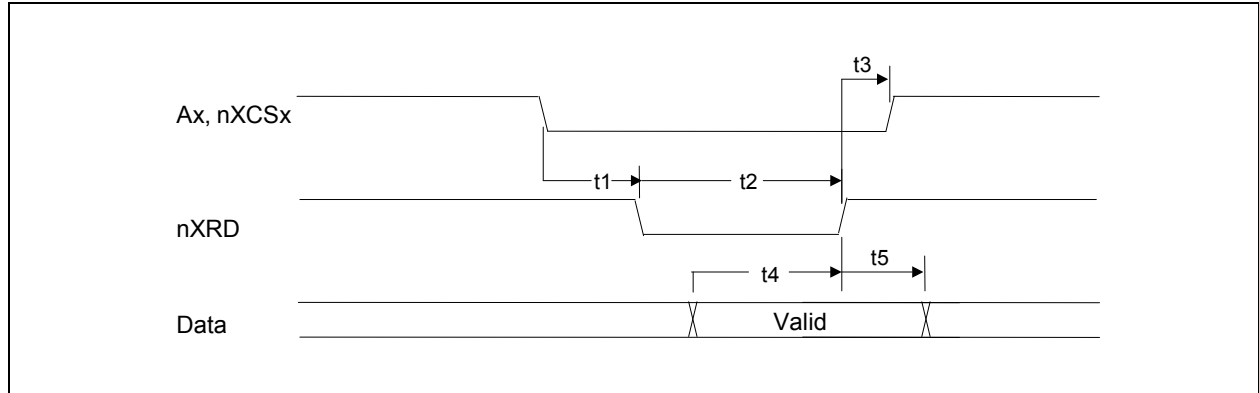 t3
Ax, nXCSx
t1
t2
nXRD
t4
t5
Data
Valid